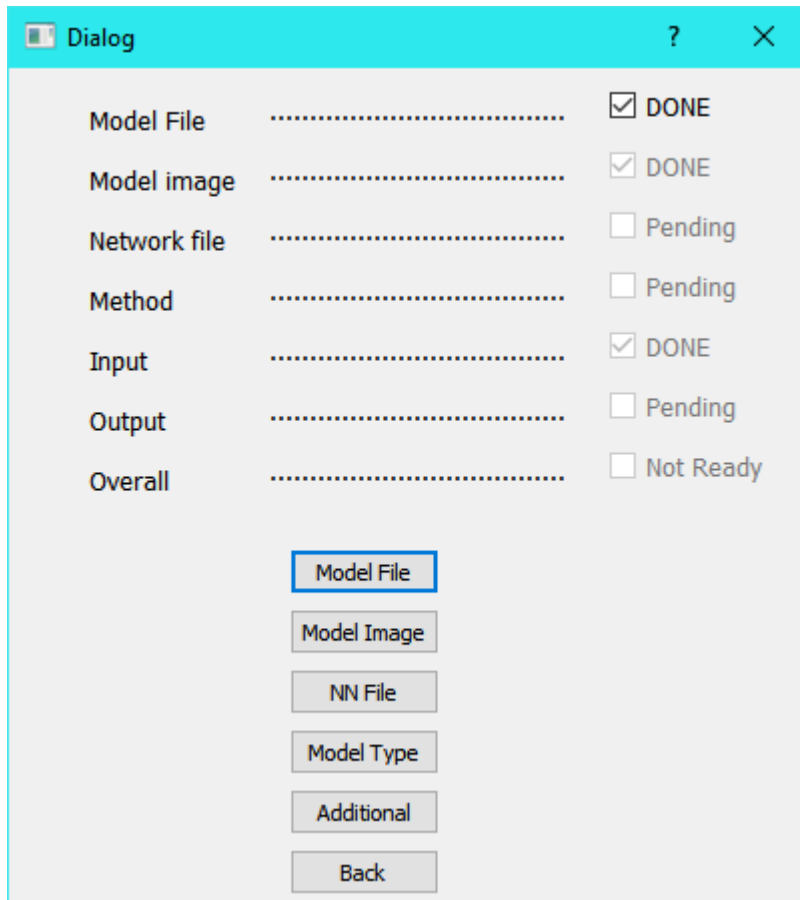 Dialog ?
Model File ..................................... DONE
Model image ..................................... DONE
Network file ..................................... Pending
Method ..................................... Pending
Input ..................................... DONE
Output ..................................... Pending
Overall ..................................... Not Ready
Model File
Model Image
NN File
Model Type
Additional
Back